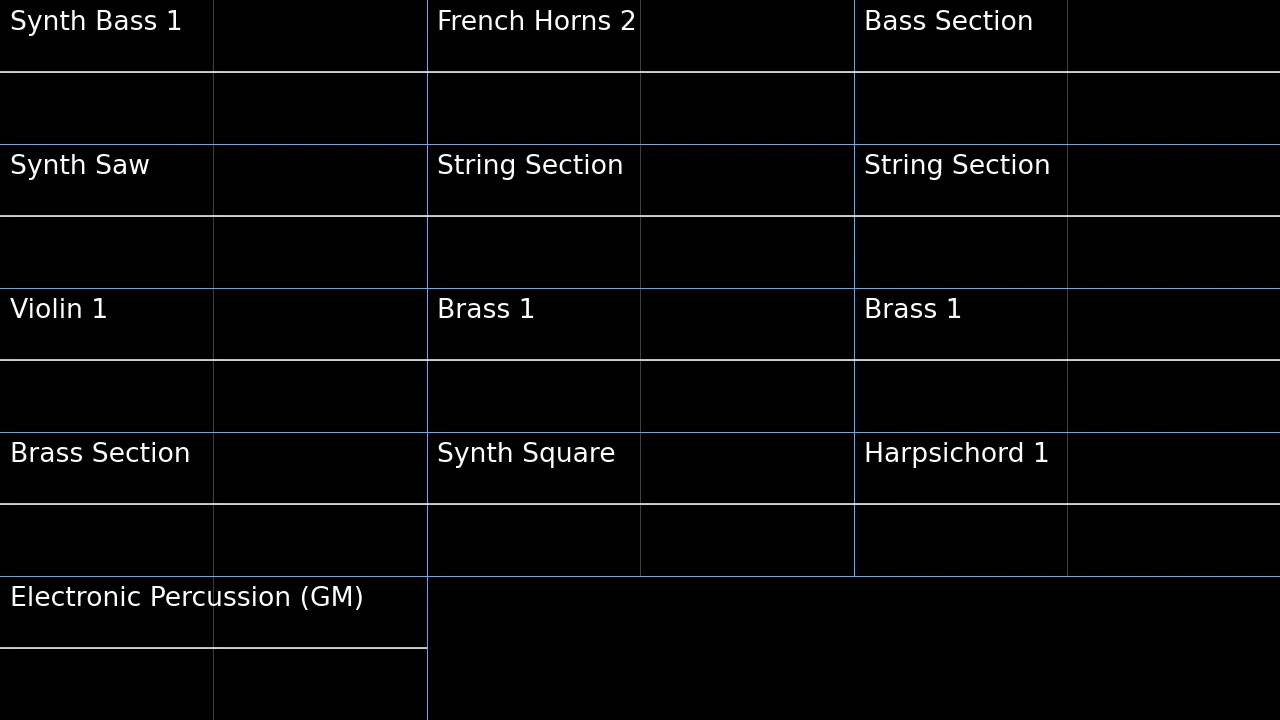 Synth Bass 1
French Horns 2
Bass Section
Synth Saw
String Section
String Section
Violin 1
Brass 1
Brass 1
Brass Section
Synth Square
Harpsichord 1
Electronic Percussion (GM)